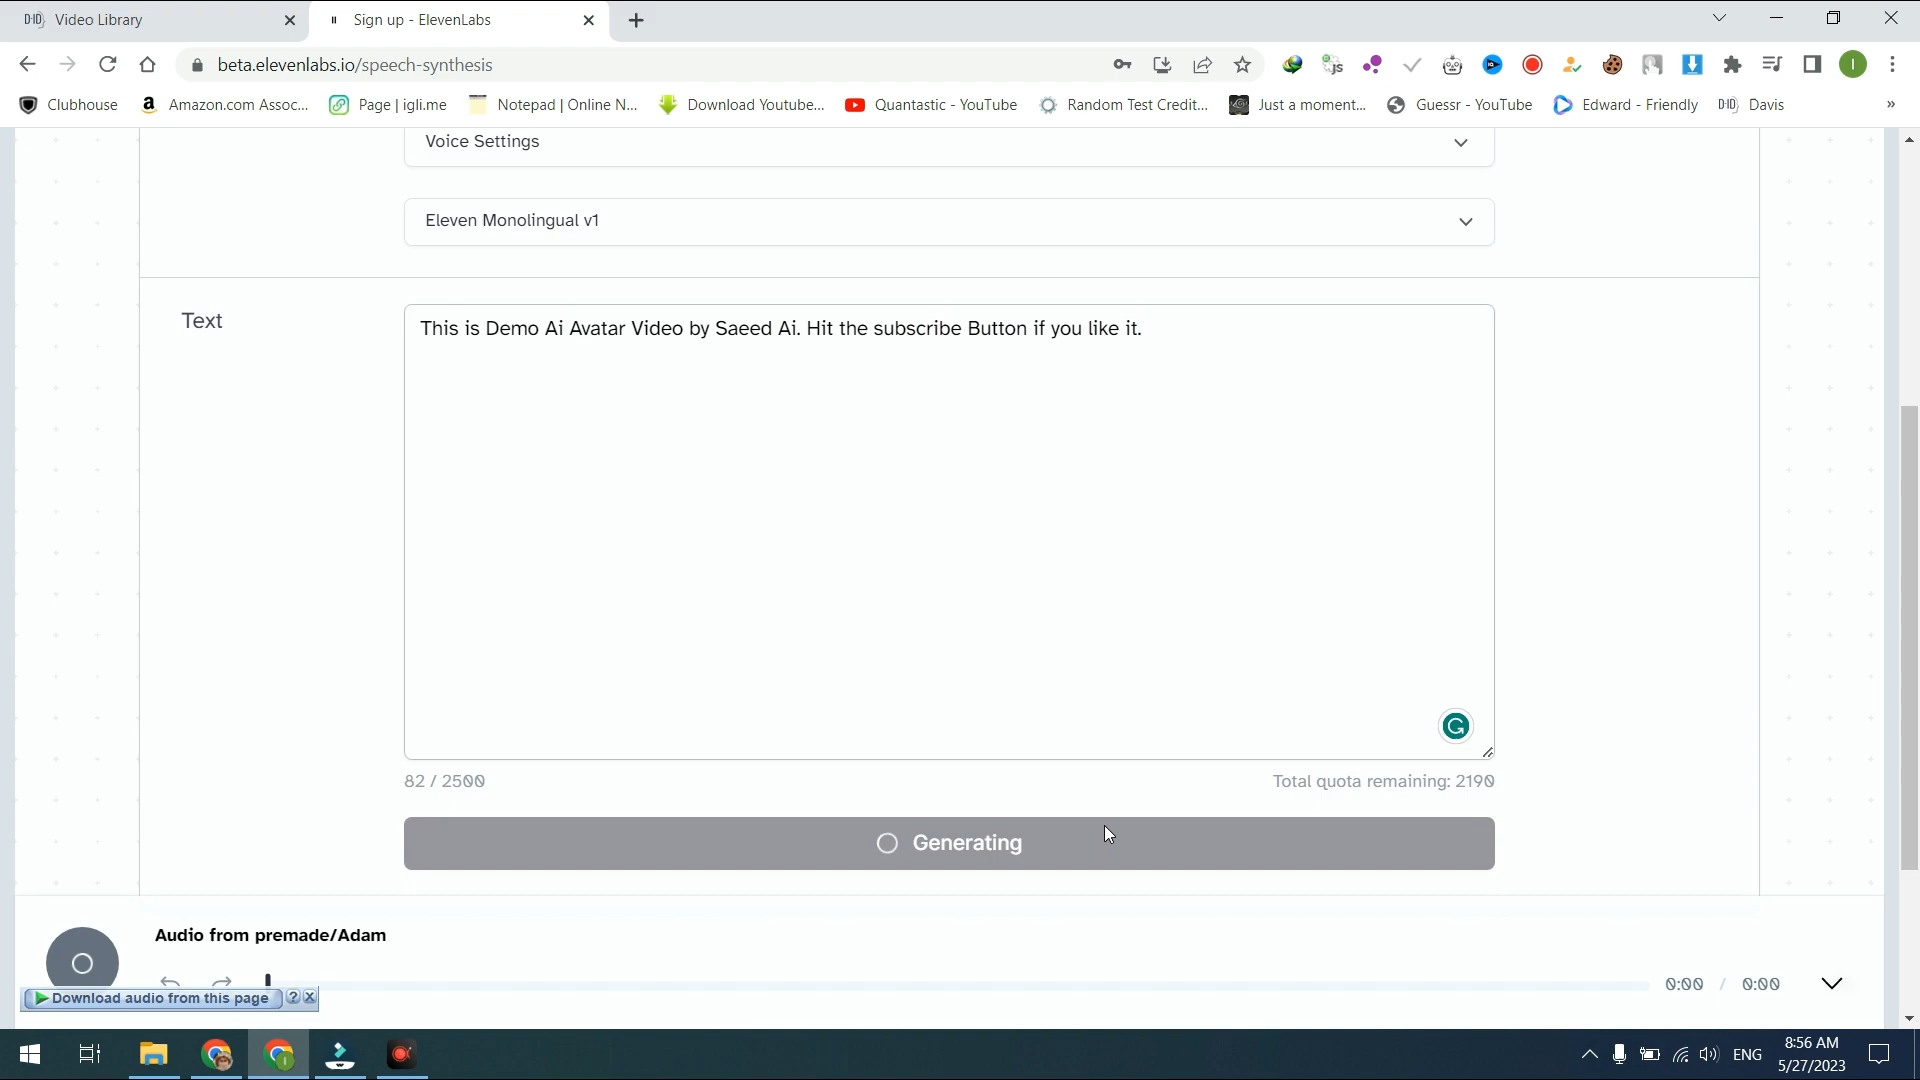 Video Library
Sign up - ElevenLabs
beta.elevenlabs.io/speech-synthesis
Clubhouse
Amazon.com Assoc...
Page | igli.me
Notepad | Online N...
Download Youtube...
Quantastic - YouTube
Random Test Credit...
Just a moment...
Guessr - YouTube
Edward - Friendly
Davis
»
Voice Settings
Eleven Monolingual v1
Text
This is Demo Ai Avatar Video by Saeed Ai. Hit the subscribe Button if you like it.
82 / 2500
Total quota remaining: 2190
Generating
Audio from premade/Adam
0:00 / 0:00
Download audio from this page
ENG
8:56 AM
5/27/2023